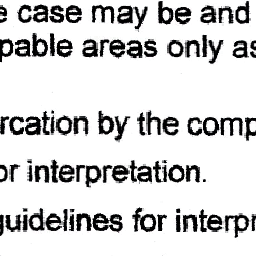 e case may be and
pable areas only as
rcation by the comp
or interpretation.
guidelines for interpr